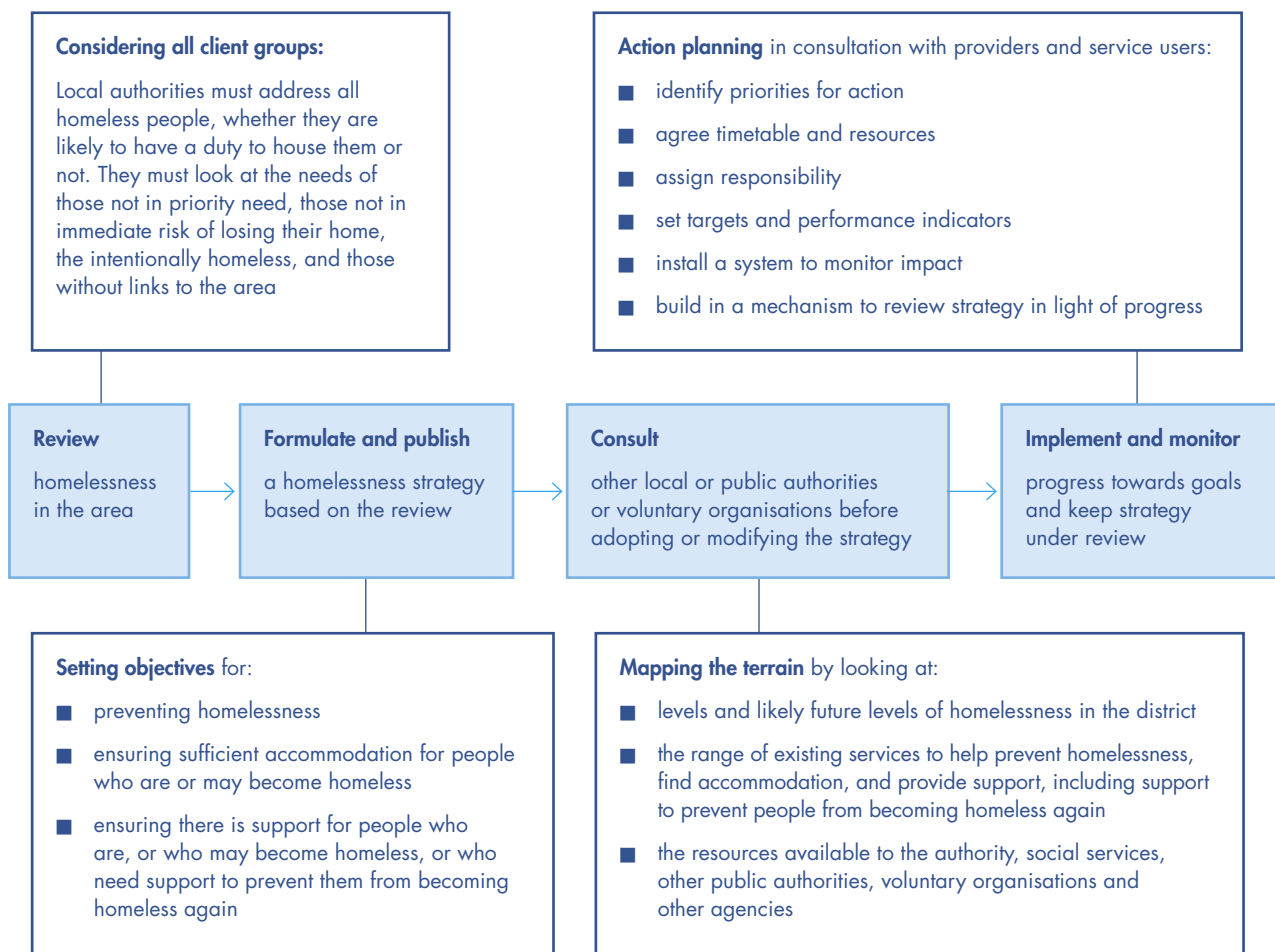 Considering all client groups:
Local authorities must address all
homeless people, whether they are
likely to have a duty to house them or
not. They must look at the needs of
those not in priority need, those not in
immediate risk of losing their home,
the intentionally homeless, and those
without links to the area
Action planning in consultation with providers and service users:
■ identify priorities for action
■ agree timetable and resources
■ assign responsibility
■ set targets and performance indicators
■ install a system to monitor impact
■ build in a mechanism to review strategy in light of progress
Review
homelessness
in the area
Formulate and publish
a homelessness strategy
based on the review
Consult
other local or public authorities
or voluntary organisations before
adopting or modifying the strategy
Implement and monitor
progress towards goals
and keep strategy
under review
Setting objectives for:
■ preventing homelessness
■ ensuring sufficient accommodation for people
who are or may become homeless
■ ensuring there is support for people who
are, or who may become homeless, or who
need support to prevent them from becoming
homeless again
Mapping the terrain by looking at:
■ levels and likely future levels of homelessness in the district
■ the range of existing services to help prevent homelessness,
find accommodation, and provide support, including support
to prevent people from becoming homeless again
■ the resources available to the authority, social services,
other public authorities, voluntary organisations and
other agencies